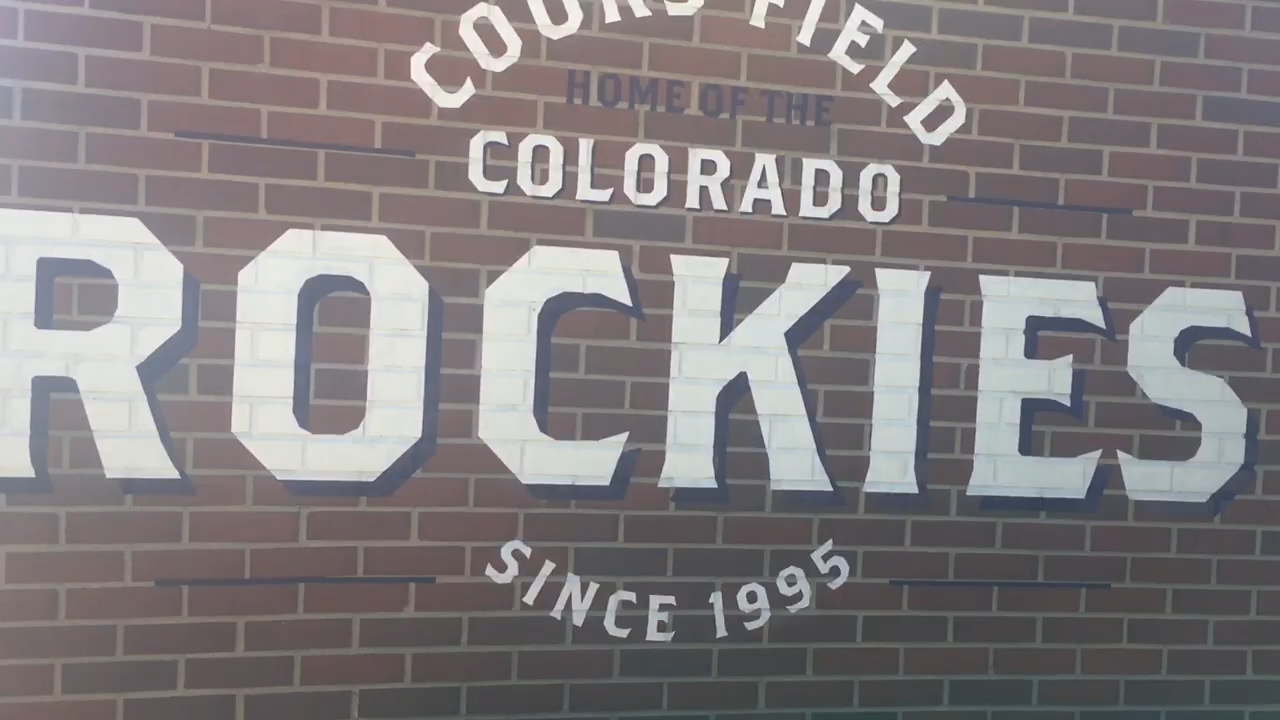 COORS FIELD
HOME OF THE
COLORADO
ROCKIES
SINCE 1995